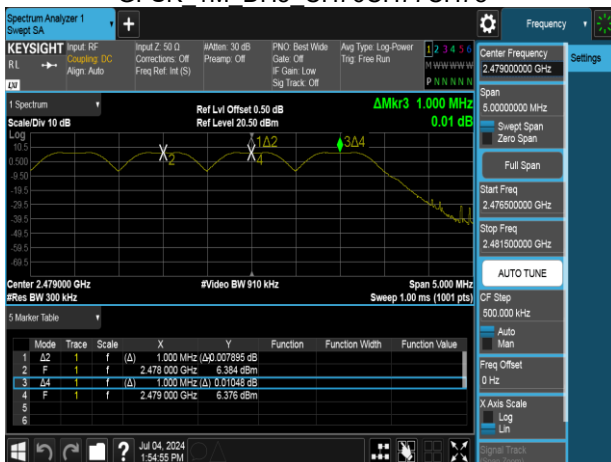 Spectrum Analyzer 1
Swept SA
+
Frequency
KEYSIGHT Input: RF
RL
Coupling: DC
Align: Auto
Input Z: 50 Ω
Corrections: Off
Freq Ref: Int (S)
#Atten: 30 dB
Preamp: Off
PNO: Best Wide
Gate: Off
IF Gain: Low
Sig Track: Off
Avg Type: Log-Power
Trig: Free Run
1 2 3 4 5 6
M W W W W W
P N N N N N
Center Frequency
2.479000000 GHz
Settings
Span
5.00000000 MHz
Swept Span
Zero Span
Full Span
Start Freq
2.476500000 GHz
Stop Freq
2.481500000 GHz
AUTO TUNE
CF Step
500.000 kHz
Auto
Man
Freq Offset
0 Hz
X Axis Scale
Log
Lin
Signal Track
1 Spectrum
Scale/Div 10 dB
Ref Lvl Offset 0.50 dB
Ref Level 20.50 dBm
ΔMkr3 1.000 MHz
0.01 dB
Log
10.5
0.500
-9.50
-19.5
-29.5
-39.5
-49.5
-59.5
-69.5
2
1Δ2
4
3Δ4
Center 2.479000 GHz
#Video BW 910 kHz
Span 5.000 MHz
#Res BW 300 kHz
Sweep 1.00 ms (1001 pts)
5 Marker Table
Mode Trace Scale X Y Function Function Width Function Value
1 Δ2 1 f (Δ) 1.000 MHz (Δ) 0.007895 dB
2 F 1 f 2.478 000 GHz 6.384 dBm
3 Δ4 1 f (Δ) 1.000 MHz (Δ) 0.01048 dB
4 F 1 f 2.479 000 GHz 6.376 dBm
5
6
?
Jul 04, 2024
1:54:55 PM